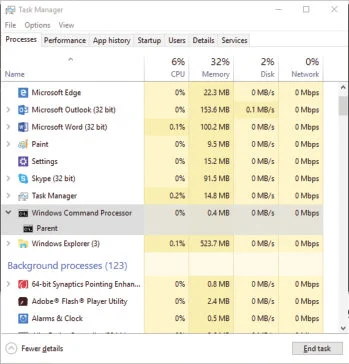 Task Manager
File Options View
Processes Performance App history Startup Users Details Services
6% 32% 2% 0%
Name CPU Memory Disk Network
Microsoft Edge 0% 22.3 MB 0 MB/s 0 Mbps
Microsoft Outlook (32 bit) 0% 153.6 MB 0.1 MB/s 0 Mbps
Microsoft Word (32 bit) 0.1% 100.2 MB 0 MB/s 0 Mbps
Paint 0% 9.5 MB 0 MB/s 0 Mbps
Settings 0% 15.2 MB 0 MB/s 0 Mbps
Skype (32 bit) 0% 91.5 MB 0 MB/s 0 Mbps
Task Manager 0.2% 14.8 MB 0 MB/s 0 Mbps
Windows Command Processor 0% 0.4 MB 0 MB/s 0 Mbps
Parent
Windows Explorer (3) 0.1% 523.7 MB 0 MB/s 0 Mbps
Background processes (123)
64-bit Synaptics Pointing Enhan... 0% 0.8 MB 0 MB/s 0 Mbps
Adobe® Flash® Player Utility 0% 2.4 MB 0 MB/s 0 Mbps
Alarms & Clock 0% 0.5 MB 0 MB/s 0 Mbps
Fewer details End task